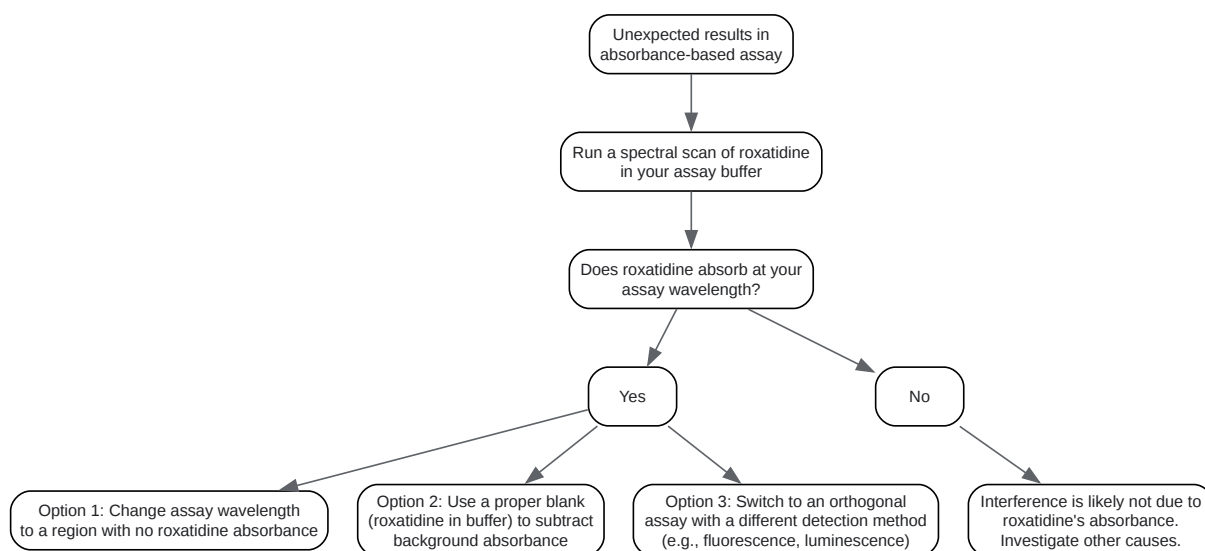 Unexpected results in
absorbance-based assay
Run a spectral scan of roxatidine
in your assay buffer
Does roxatidine absorb at your
assay wavelength?
Yes
No
Option 1: Change assay wavelength
to a region with no roxatidine absorbance
Option 2: Use a proper blank
(roxatidine in buffer) to subtract
background absorbance
Option 3: Switch to an orthogonal
assay with a different detection method
(e.g., fluorescence, luminescence)
Interference is likely not due to
roxatidine's absorbance.
Investigate other causes.